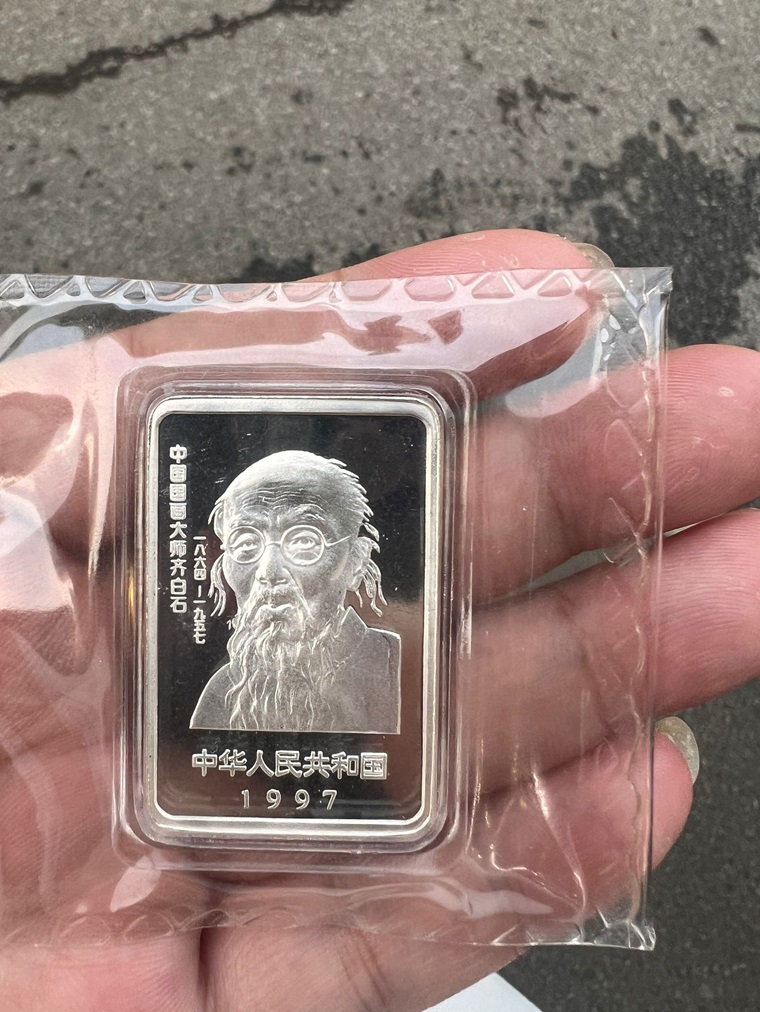 中国国画大师齐白石
一八六四-一九五七
中华人民共和国
1997